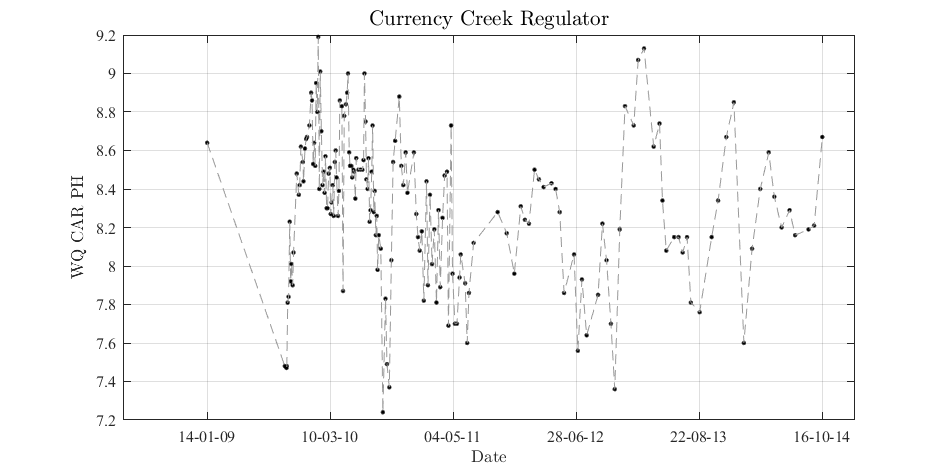 Currency Creek Regulator
9.2
9
8.8
8.6
8.4
8.2
8
7.8
7.6
7.4
7.2
WQ CAR PH
14-01-09 10-03-10 04-05-11 28-06-12 22-08-13 16-10-14
Date